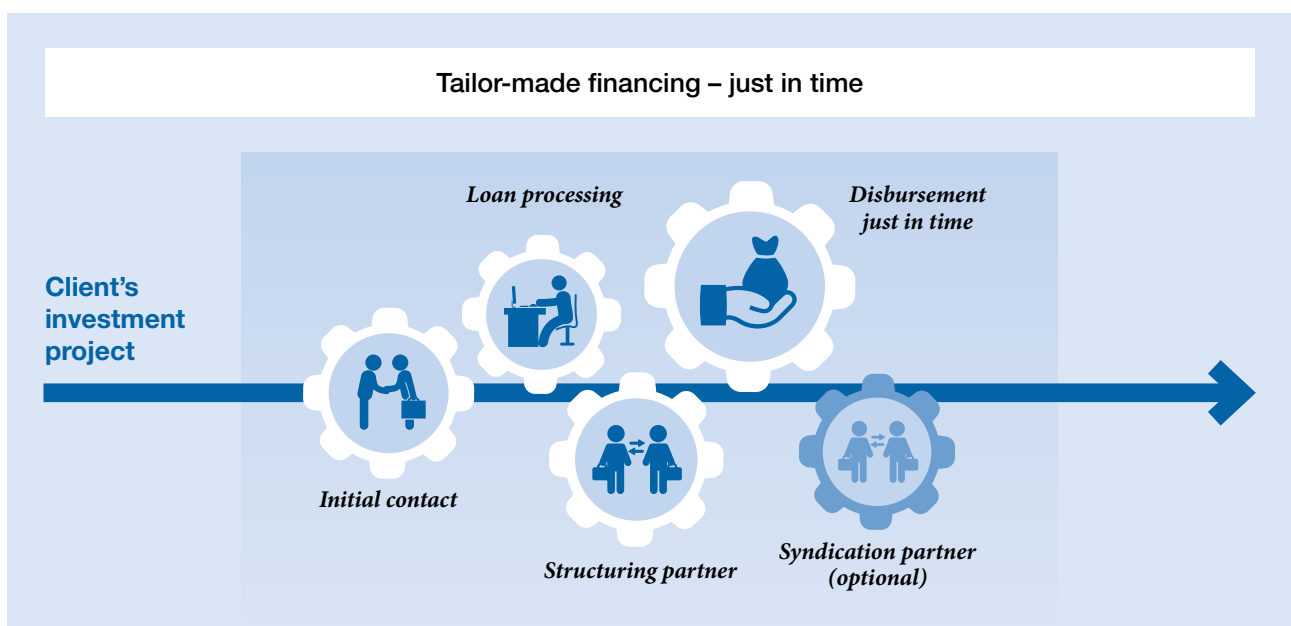 Tailor-made financing – just in time
Loan processing
Disbursement
just in time
Client’s
investment
project
Initial contact
Structuring partner
Syndication partner
(optional)